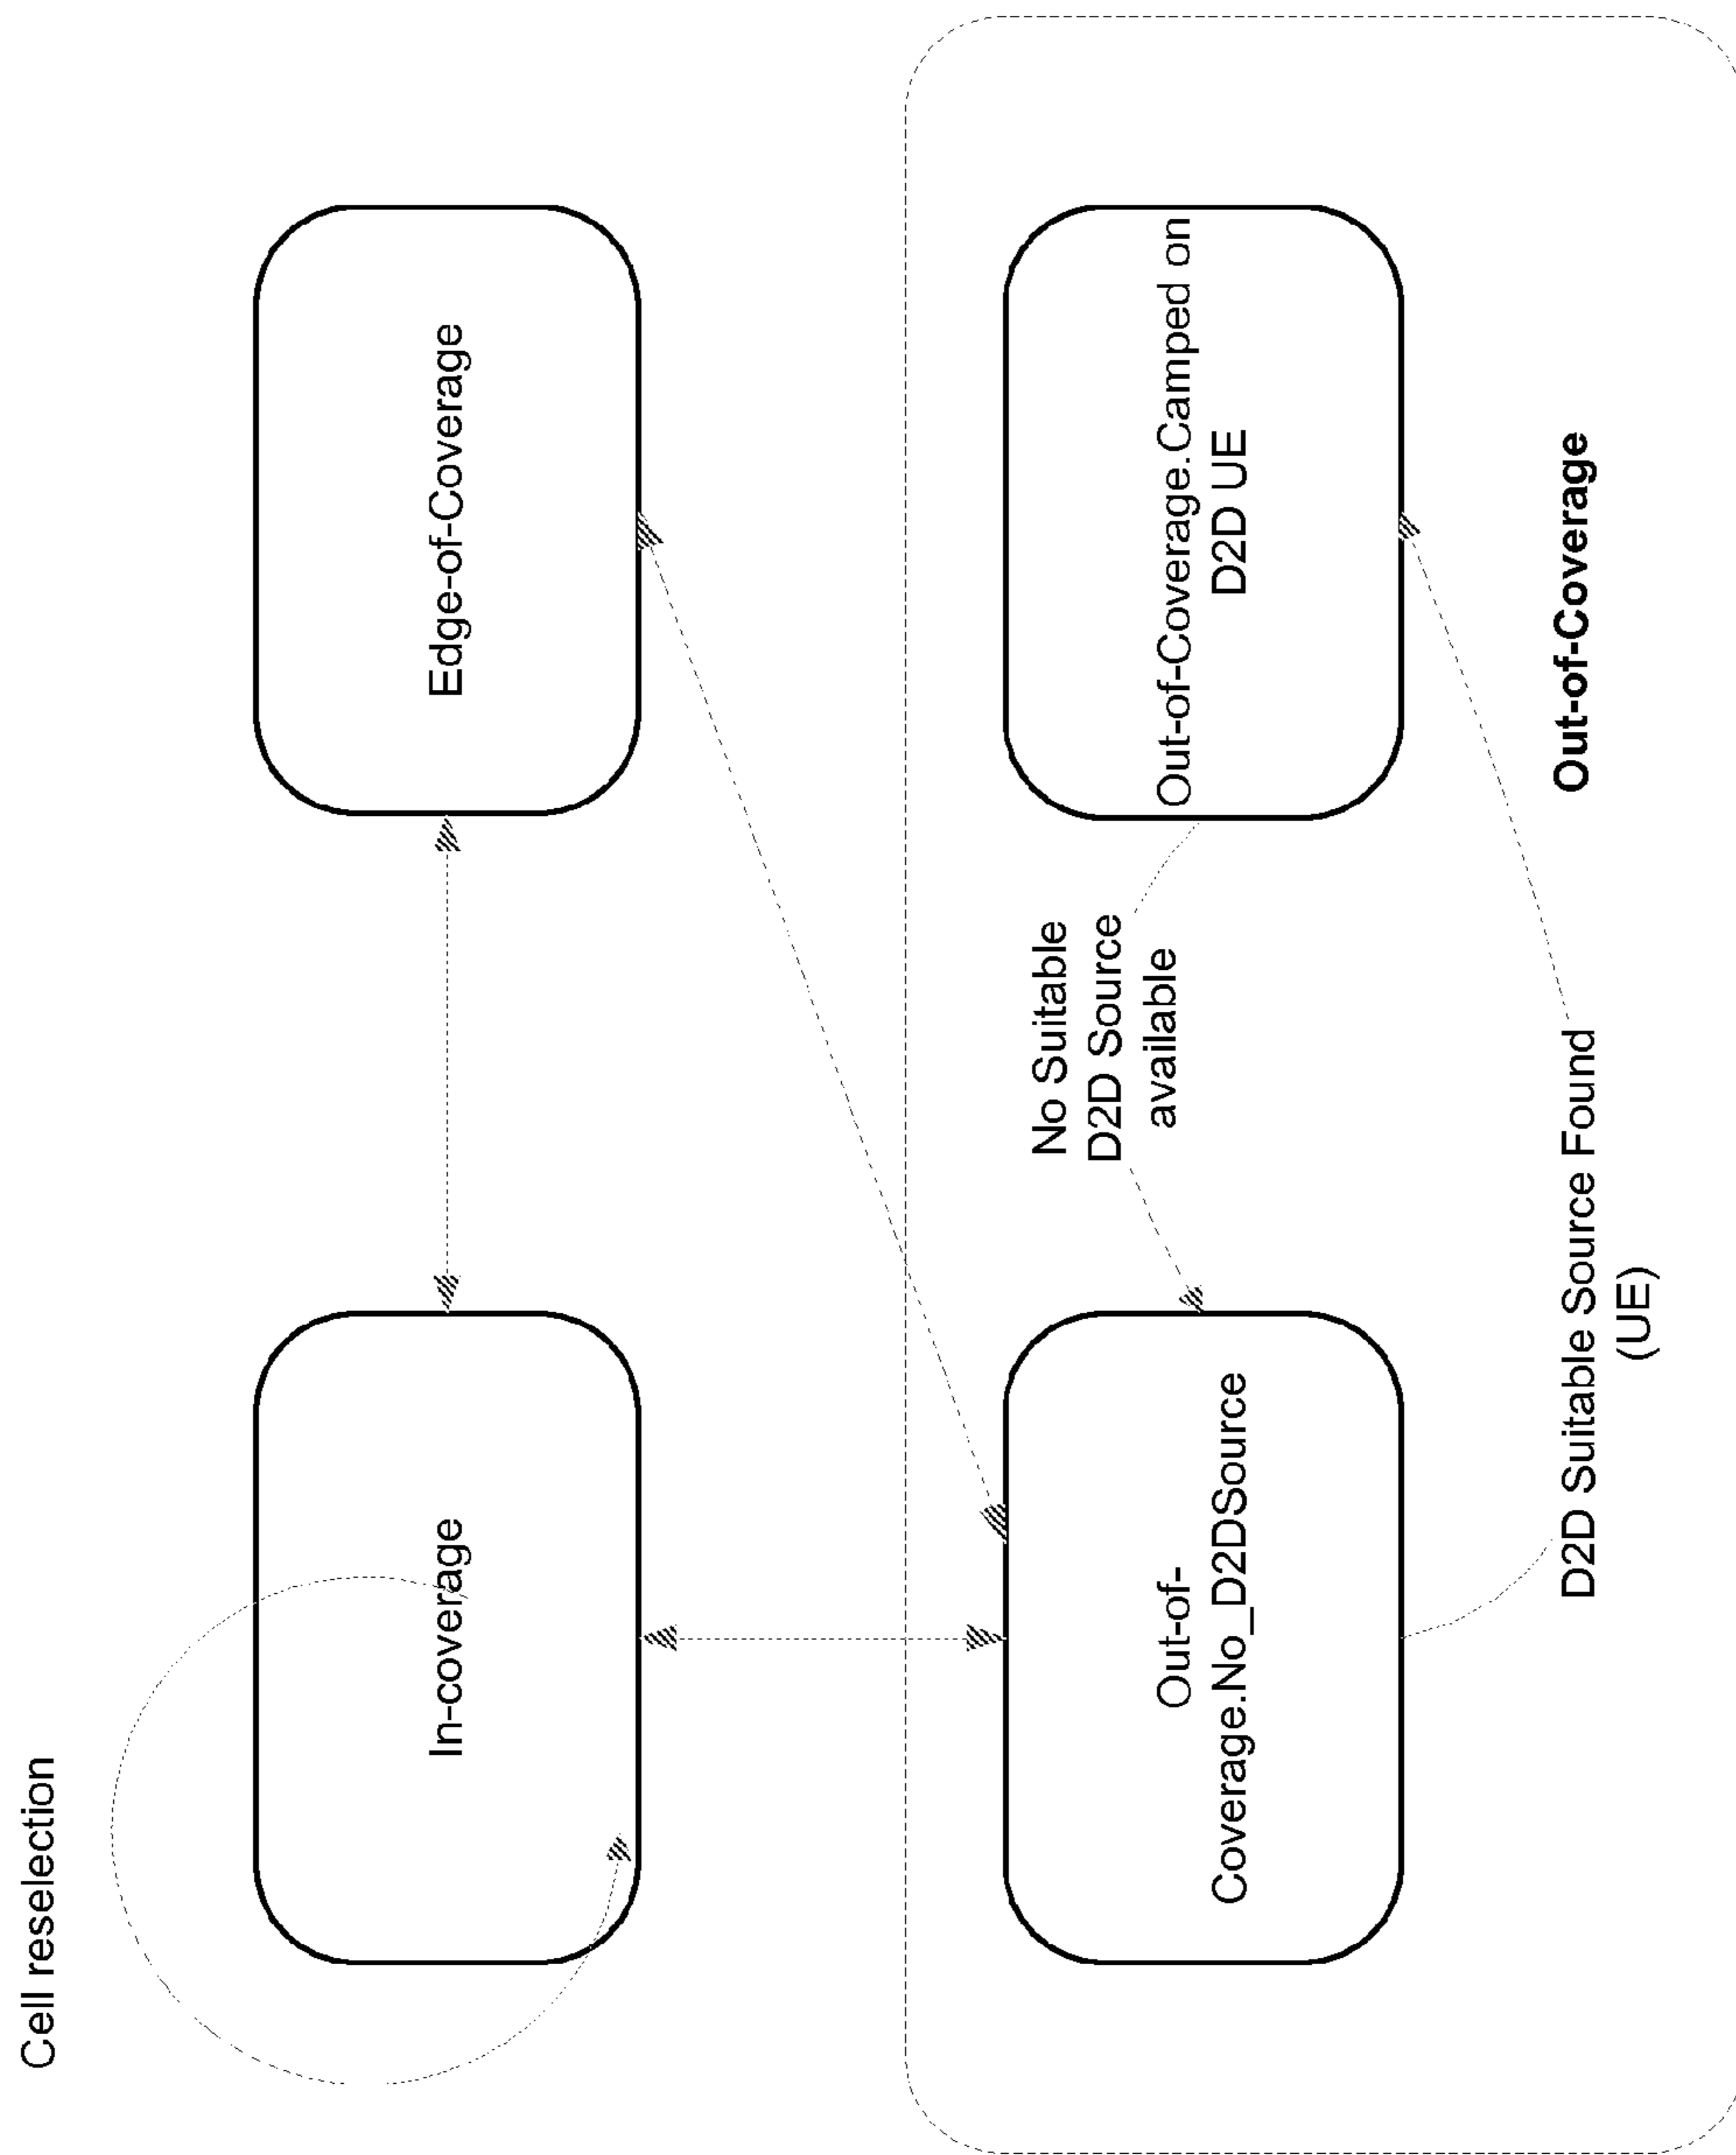 Cell reselection
In-coverage
Edge-of-Coverage
Out-of-
Coverage.No_D2DSource
No Suitable
D2D Source
available
Out-of-Coverage.Camped on
D2D UE
D2D Suitable Source Found
(UE)
Out-of-Coverage